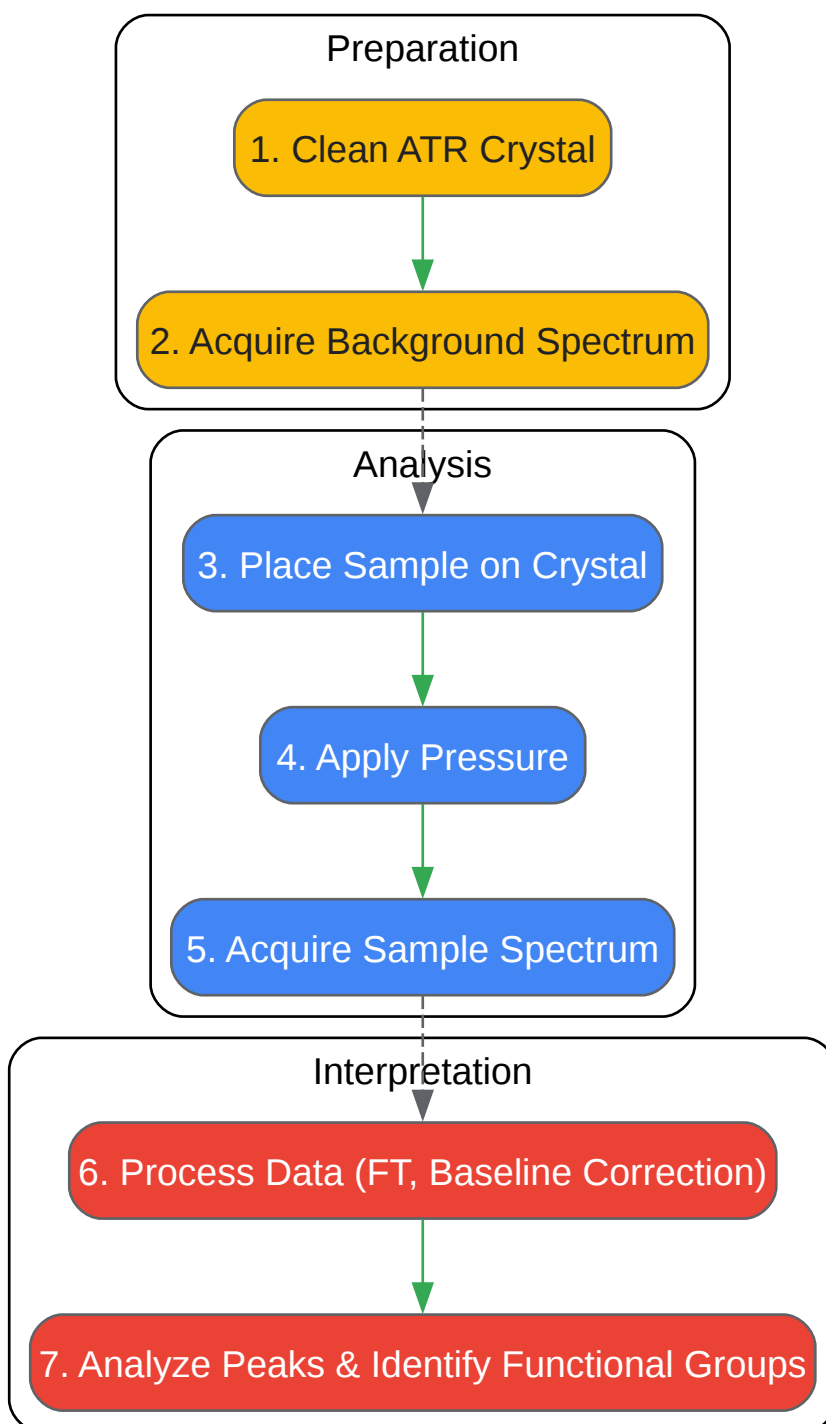 Preparation
1. Clean ATR Crystal
2. Acquire Background Spectrum
Analysis
3. Place Sample on Crystal
4. Apply Pressure
5. Acquire Sample Spectrum
Interpretation
6. Process Data (FT, Baseline Correction)
7. Analyze Peaks & Identify Functional Groups